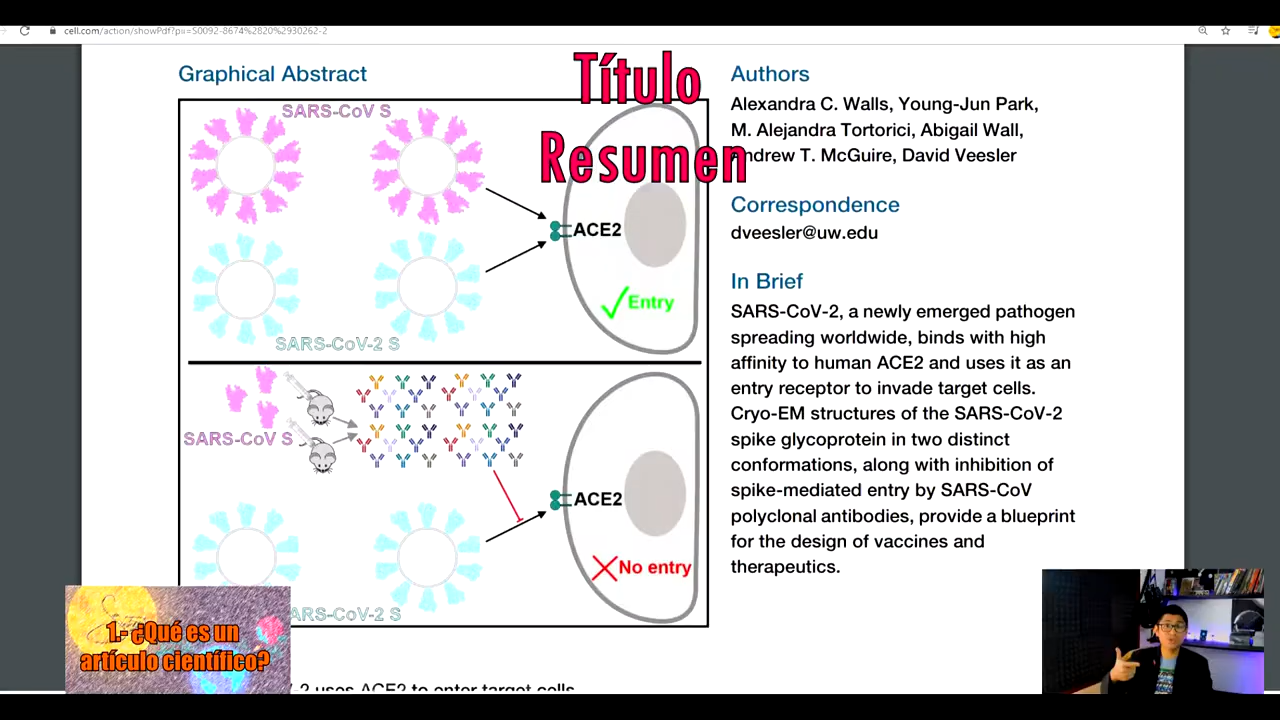 cell.com/action/showPdf?pii=S0092-8674%2820%2930262-2
Título
Resumen
Graphical Abstract
SARS-CoV S
ACE2
Entry
SARS-CoV-2 S
SARS-CoV S
ACE2
No entry
ARS-CoV-2 S
Authors
Alexandra C. Walls, Young-Jun Park,
M. Alejandra Tortorici, Abigail Wall,
Andrew T. McGuire, David Veesler
Correspondence
dveesler@uw.edu
In Brief
SARS-CoV-2, a newly emerged pathogen
spreading worldwide, binds with high
affinity to human ACE2 and uses it as an
entry receptor to invade target cells.
Cryo-EM structures of the SARS-CoV-2
spike glycoprotein in two distinct
conformations, along with inhibition of
spike-mediated entry by SARS-CoV
polyclonal antibodies, provide a blueprint
for the design of vaccines and
therapeutics.
1.- ¿Qué es un
artículo científico?
-2 uses ACE2 to enter target cells